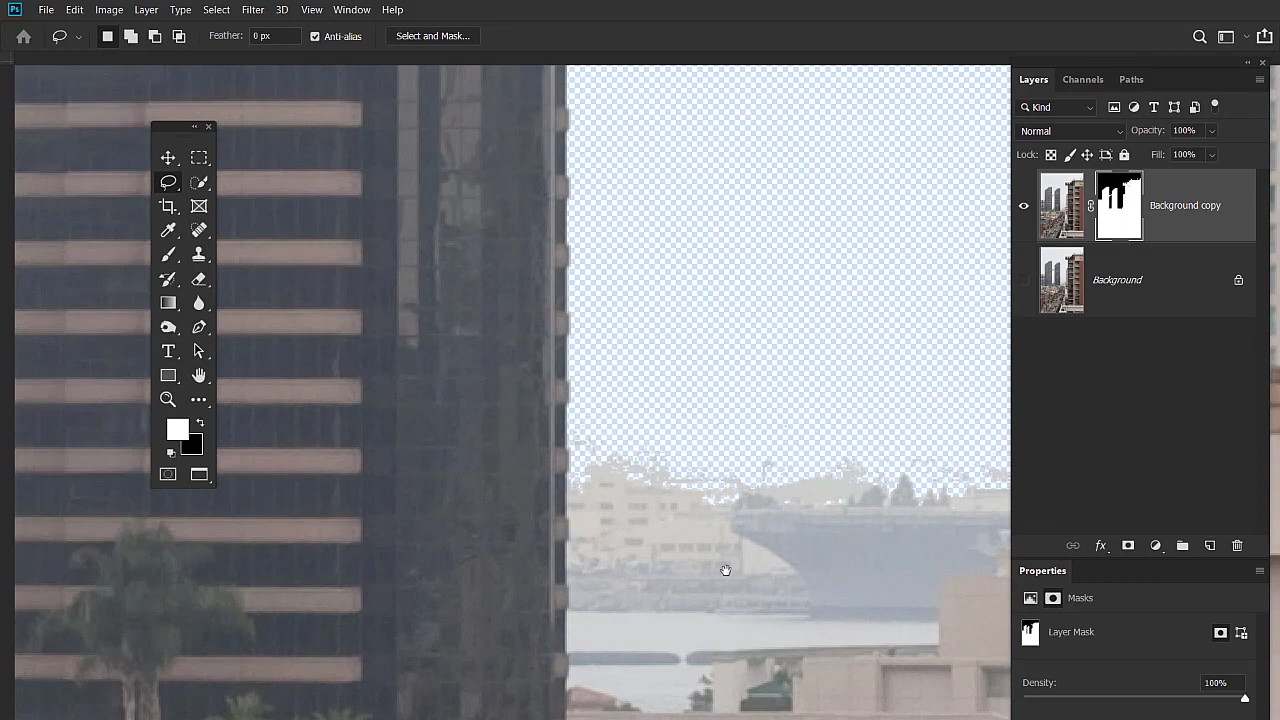 Ps File Edit Image Layer Type Select Filter 3D View Window Help
Feather: 0 px Anti-alias Select and Mask...
Layers Channels Paths
Kind
Normal Opacity: 100%
Lock: Fill: 100%
Background copy
Background
fx
Properties
Masks
Layer Mask
Density: 100%